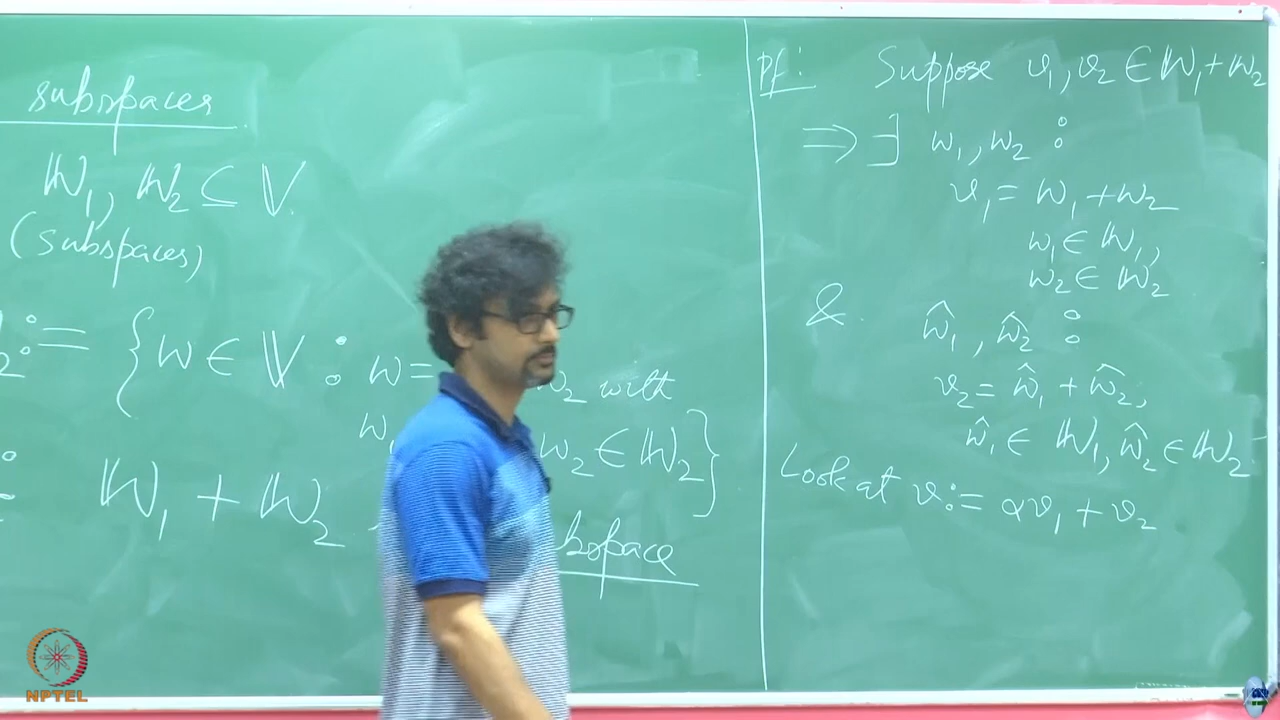 subspaces
W₁, W₂ ⊆ V.
(subspaces)
:= { w ∈ V : w = w₂ with
w₁ w₂ ∈ W₂ }
W₁ + W₂
pf: Suppose v₁, v₂ ∈ W₁ + W₂
⇒ ∃ w₁, w₂ :
v₁ = w₁ + w₂
w₁ ∈ W₁,
w₂ ∈ W₂
& ŵ₁, ŵ₂ :
v₂ = ŵ₁ + ŵ₂,
ŵ₁ ∈ W₁, ŵ₂ ∈ W₂
Look at v := αv₁ + v₂
NPTEL